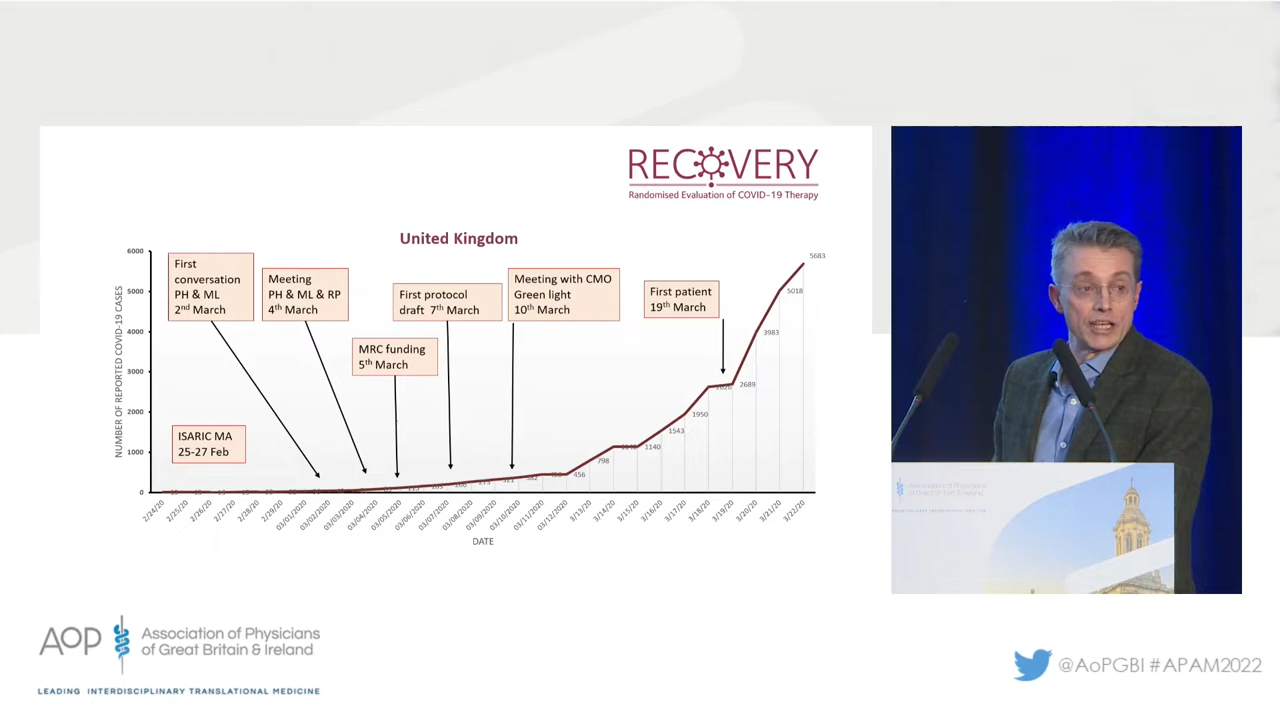 RECOVERY
Randomised Evaluation of COVID-19 Therapy
United Kingdom
NUMBER OF REPORTED COVID-19 CASES
6000
5000
4000
3000
2000
1000
0
First
conversation
PH & ML
2nd March
Meeting
PH & ML & RP
4th March
MRC funding
5th March
First protocol
draft 7th March
Meeting with CMO
Green light
10th March
First patient
19th March
ISARIC MA
25-27 Feb
456
798
1140
1543
1950
2689
3983
5018
5683
2/24/20
2/25/20
2/26/20
2/27/20
2/28/20
2/29/20
03/01/2020
03/02/2020
03/03/2020
03/04/2020
03/05/2020
03/06/2020
03/07/2020
03/08/2020
03/09/2020
03/10/2020
03/11/2020
03/12/2020
3/13/20
3/14/20
3/15/20
3/16/20
3/17/20
3/18/20
3/19/20
3/20/20
3/21/20
3/22/20
DATE
Association of Physicians
of Great Britain & Ireland
AOP
Association of Physicians
of Great Britain & Ireland
LEADING INTERDISCIPLINARY TRANSLATIONAL MEDICINE
@AoPGBI #APAM2022